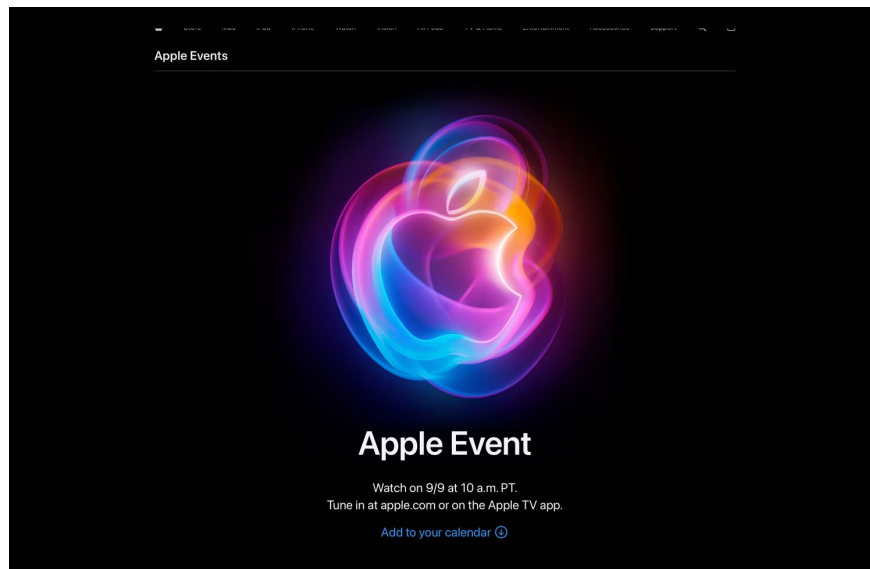 Apple Events
Apple Event
Watch on 9/9 at 10 a.m. PT.
Tune in at apple.com or on the Apple TV app.
Add to your calendar